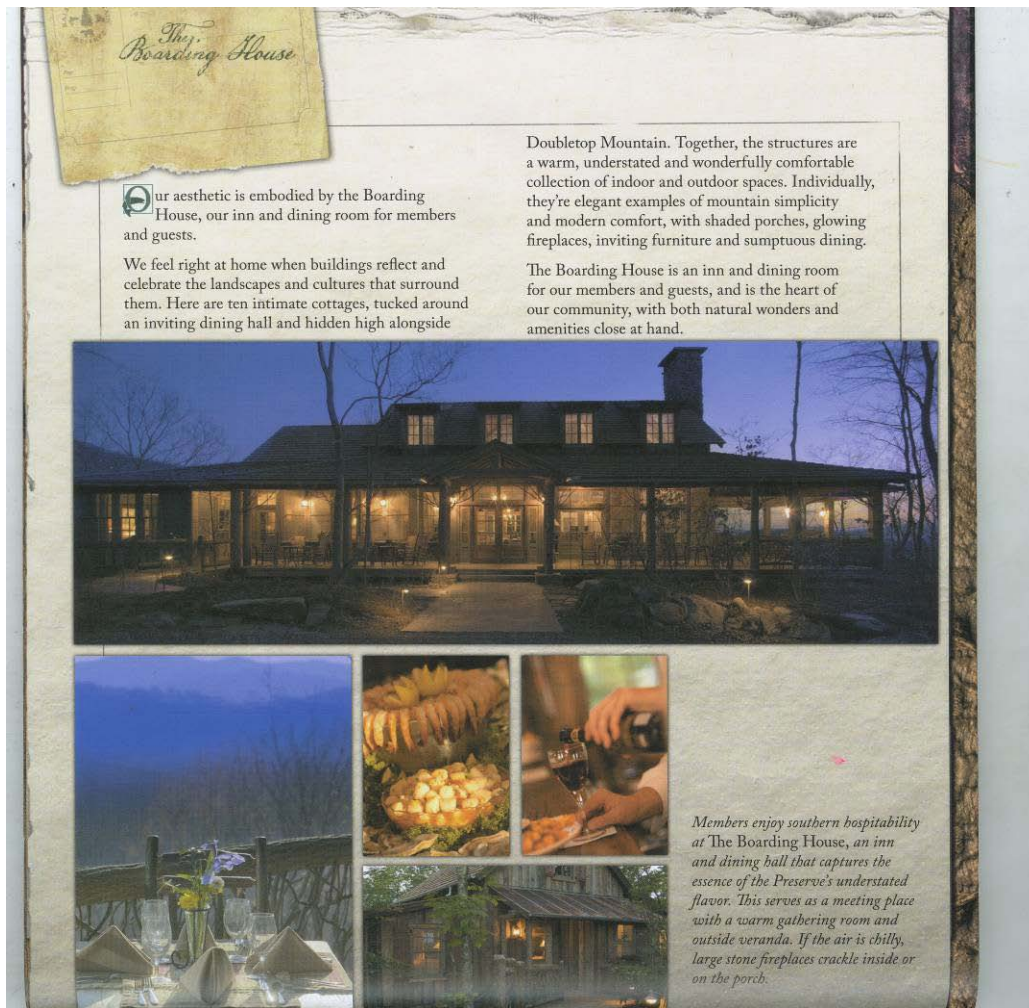 The
Boarding House
Our aesthetic is embodied by the Boarding
House, our inn and dining room for members
and guests.
We feel right at home when buildings reflect and
celebrate the landscapes and cultures that surround
them. Here are ten intimate cottages, tucked around
an inviting dining hall and hidden high alongside
Doubletop Mountain. Together, the structures are
a warm, understated and wonderfully comfortable
collection of indoor and outdoor spaces. Individually,
they're elegant examples of mountain simplicity
and modern comfort, with shaded porches, glowing
fireplaces, inviting furniture and sumptuous dining.
The Boarding House is an inn and dining room
for our members and guests, and is the heart of
our community, with both natural wonders and
amenities close at hand.
Members enjoy southern hospitability
at The Boarding House, an inn
and dining hall that captures the
essence of the Preserve's understated
flavor. This serves as a meeting place
with a warm gathering room and
outside veranda. If the air is chilly,
large stone fireplaces crackle inside or
on the porch.